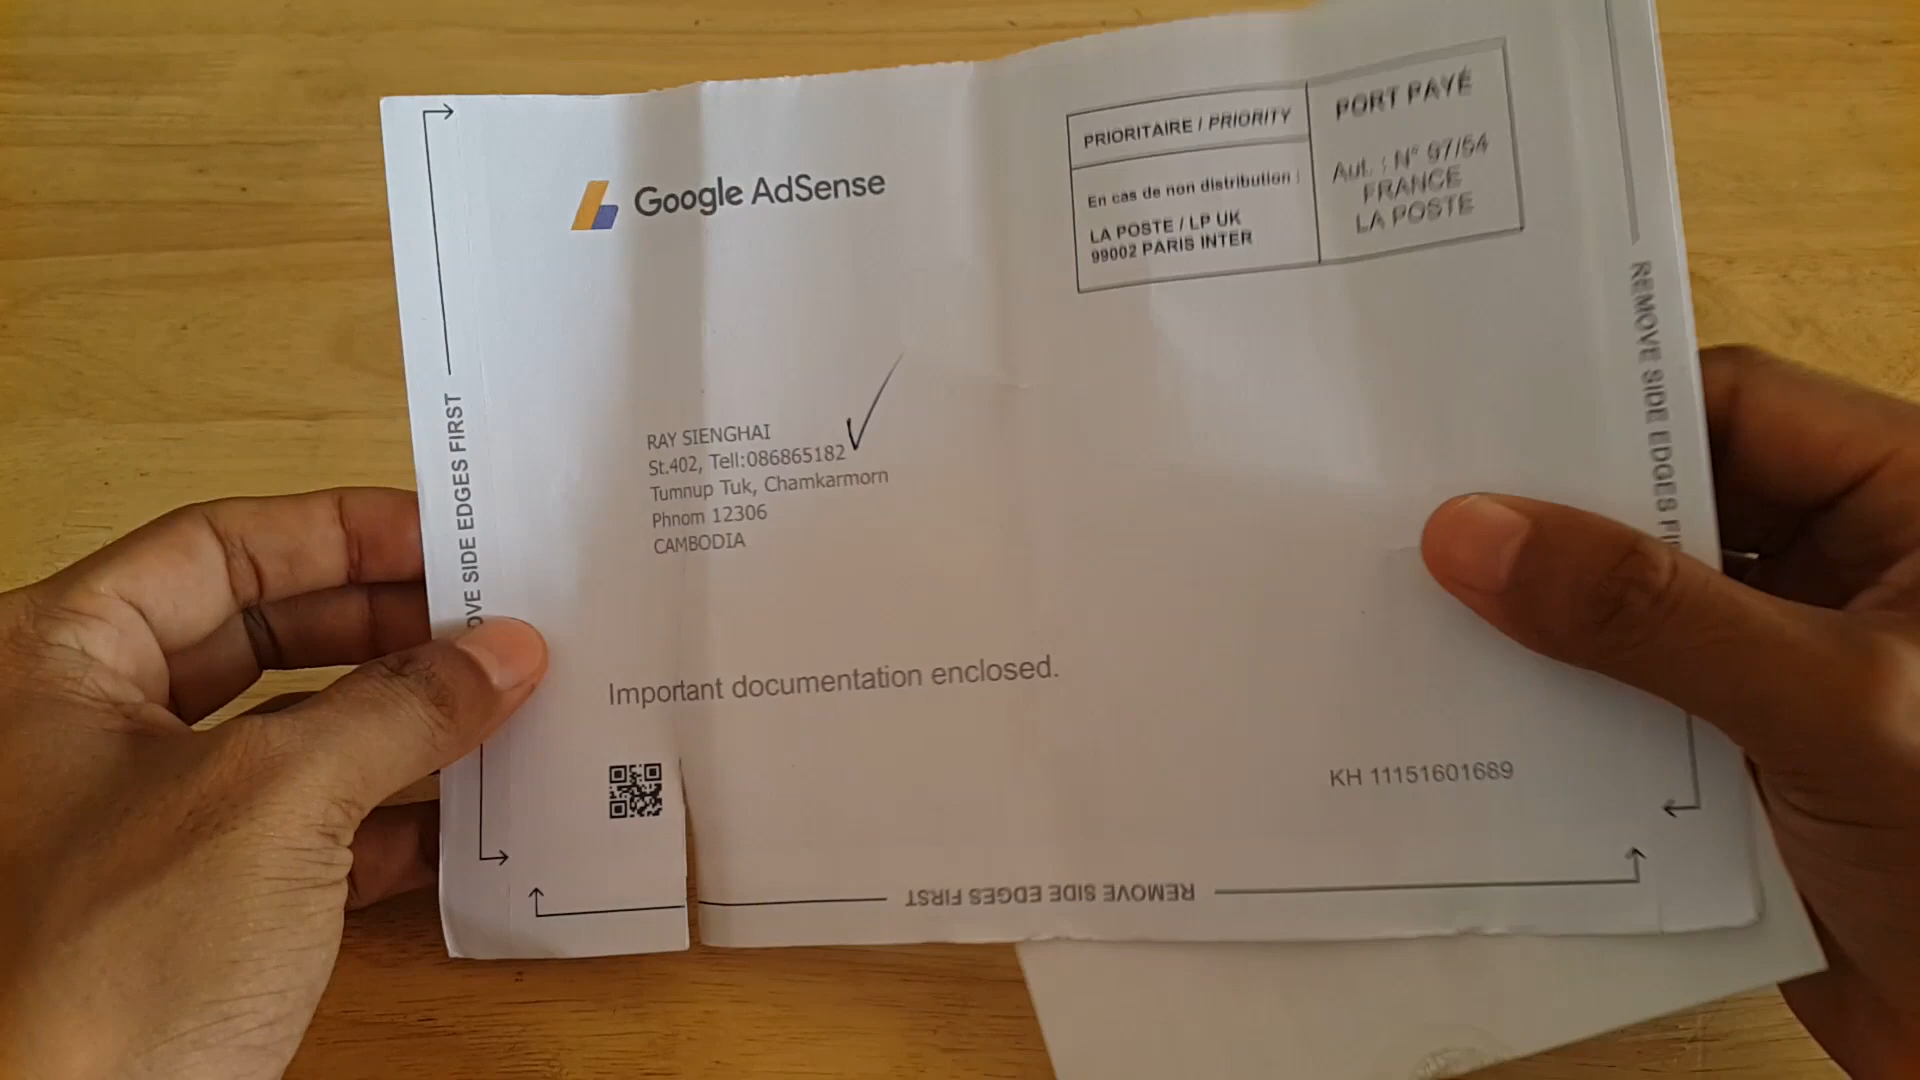 Google AdSense
PRIORITAIRE / PRIORITY
En cas de non distribution :
LA POSTE / LP UK
99002 PARIS INTER
PORT PAYÉ
Aut. : N° 97/54
FRANCE
LA POSTE
RAY SIENGHAI
St.402, Tell:086865182
Tumnup Tuk, Chamkarmorn
Phnom 12306
CAMBODIA
Important documentation enclosed.
KH 11151601689
OVE SIDE EDGES FIRST
REMOVE SIDE EDGES FI
REMOVE SIDE EDGES FIRST